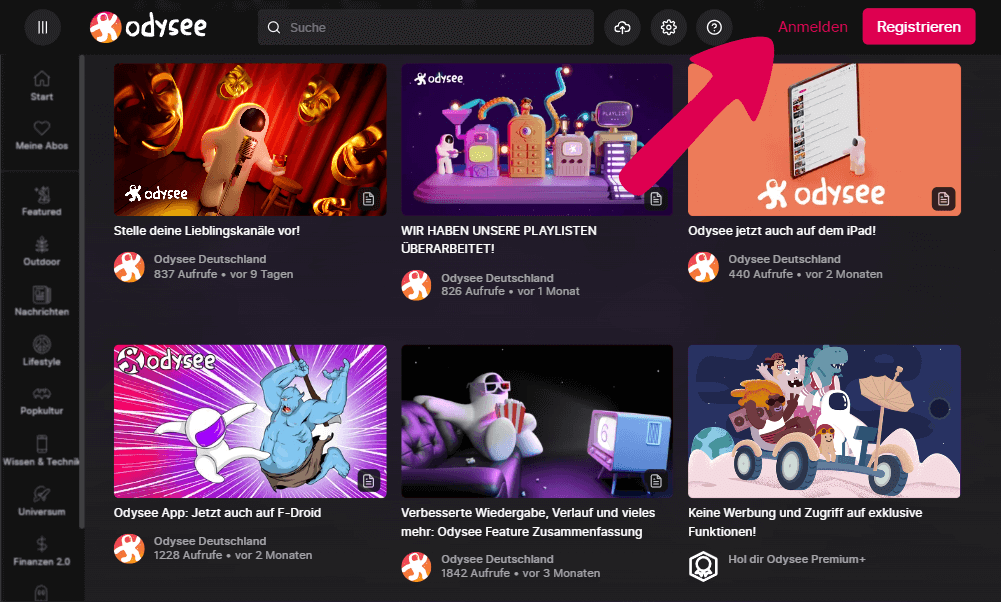 odysee
Suche
Anmelden
Registrieren
Start
Meine Abos
Featured
Outdoor
Nachrichten
Lifestyle
Popkultur
Wissen & Technik
Universum
Finanzen 2.0
odysee
odysee
PLAYLIST
odysee
Stelle deine Lieblingskanäle vor!
Odysee Deutschland
837 Aufrufe • vor 9 Tagen
WIR HABEN UNSERE PLAYLISTEN
ÜBERARBEITET!
Odysee Deutschland
826 Aufrufe • vor 1 Monat
Odysee jetzt auch auf dem iPad!
Odysee Deutschland
440 Aufrufe • vor 2 Monaten
odysee
6
Odysee App: Jetzt auch auf F-Droid
Odysee Deutschland
1228 Aufrufe • vor 2 Monaten
Verbesserte Wiedergabe, Verlauf und vieles
mehr: Odysee Feature Zusammenfassung
Odysee Deutschland
1842 Aufrufe • vor 3 Monaten
Keine Werbung und Zugriff auf exklusive
Funktionen!
Hol dir Odysee Premium+